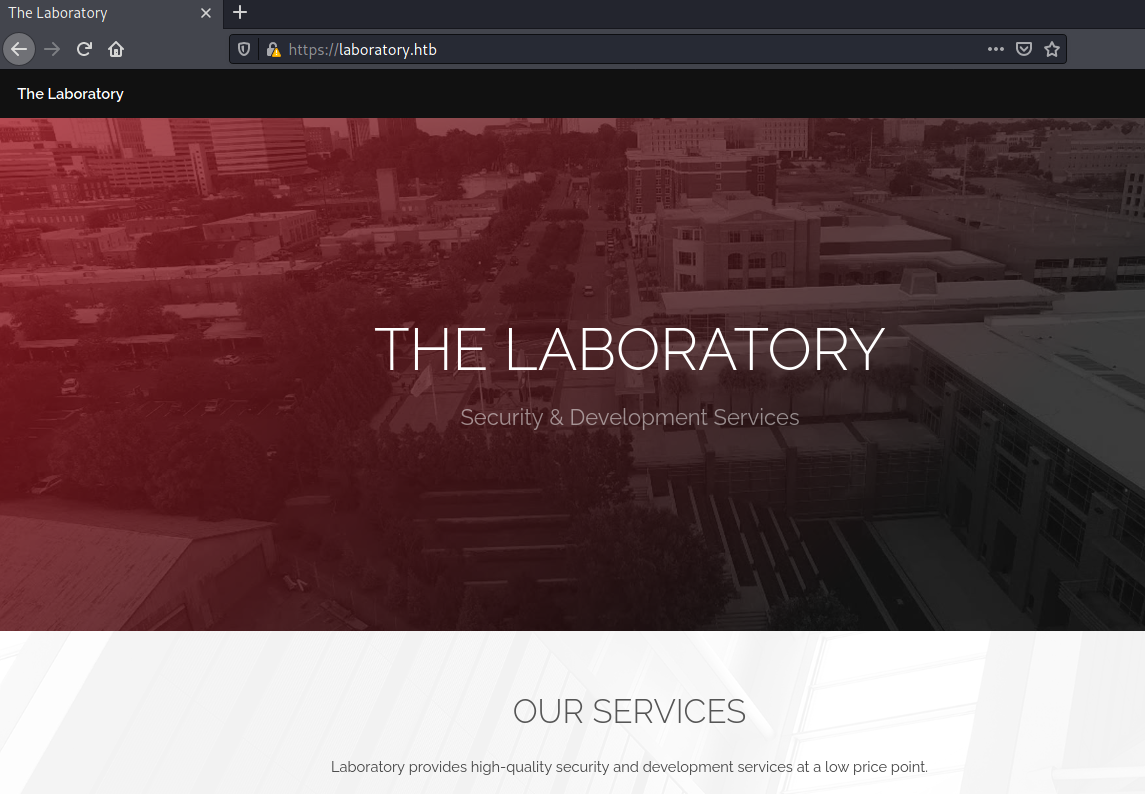 The Laboratory
https://laboratory.htb
The Laboratory
THE LABORATORY
Security & Development Services
OUR SERVICES
Laboratory provides high-quality security and development services at a low price point.